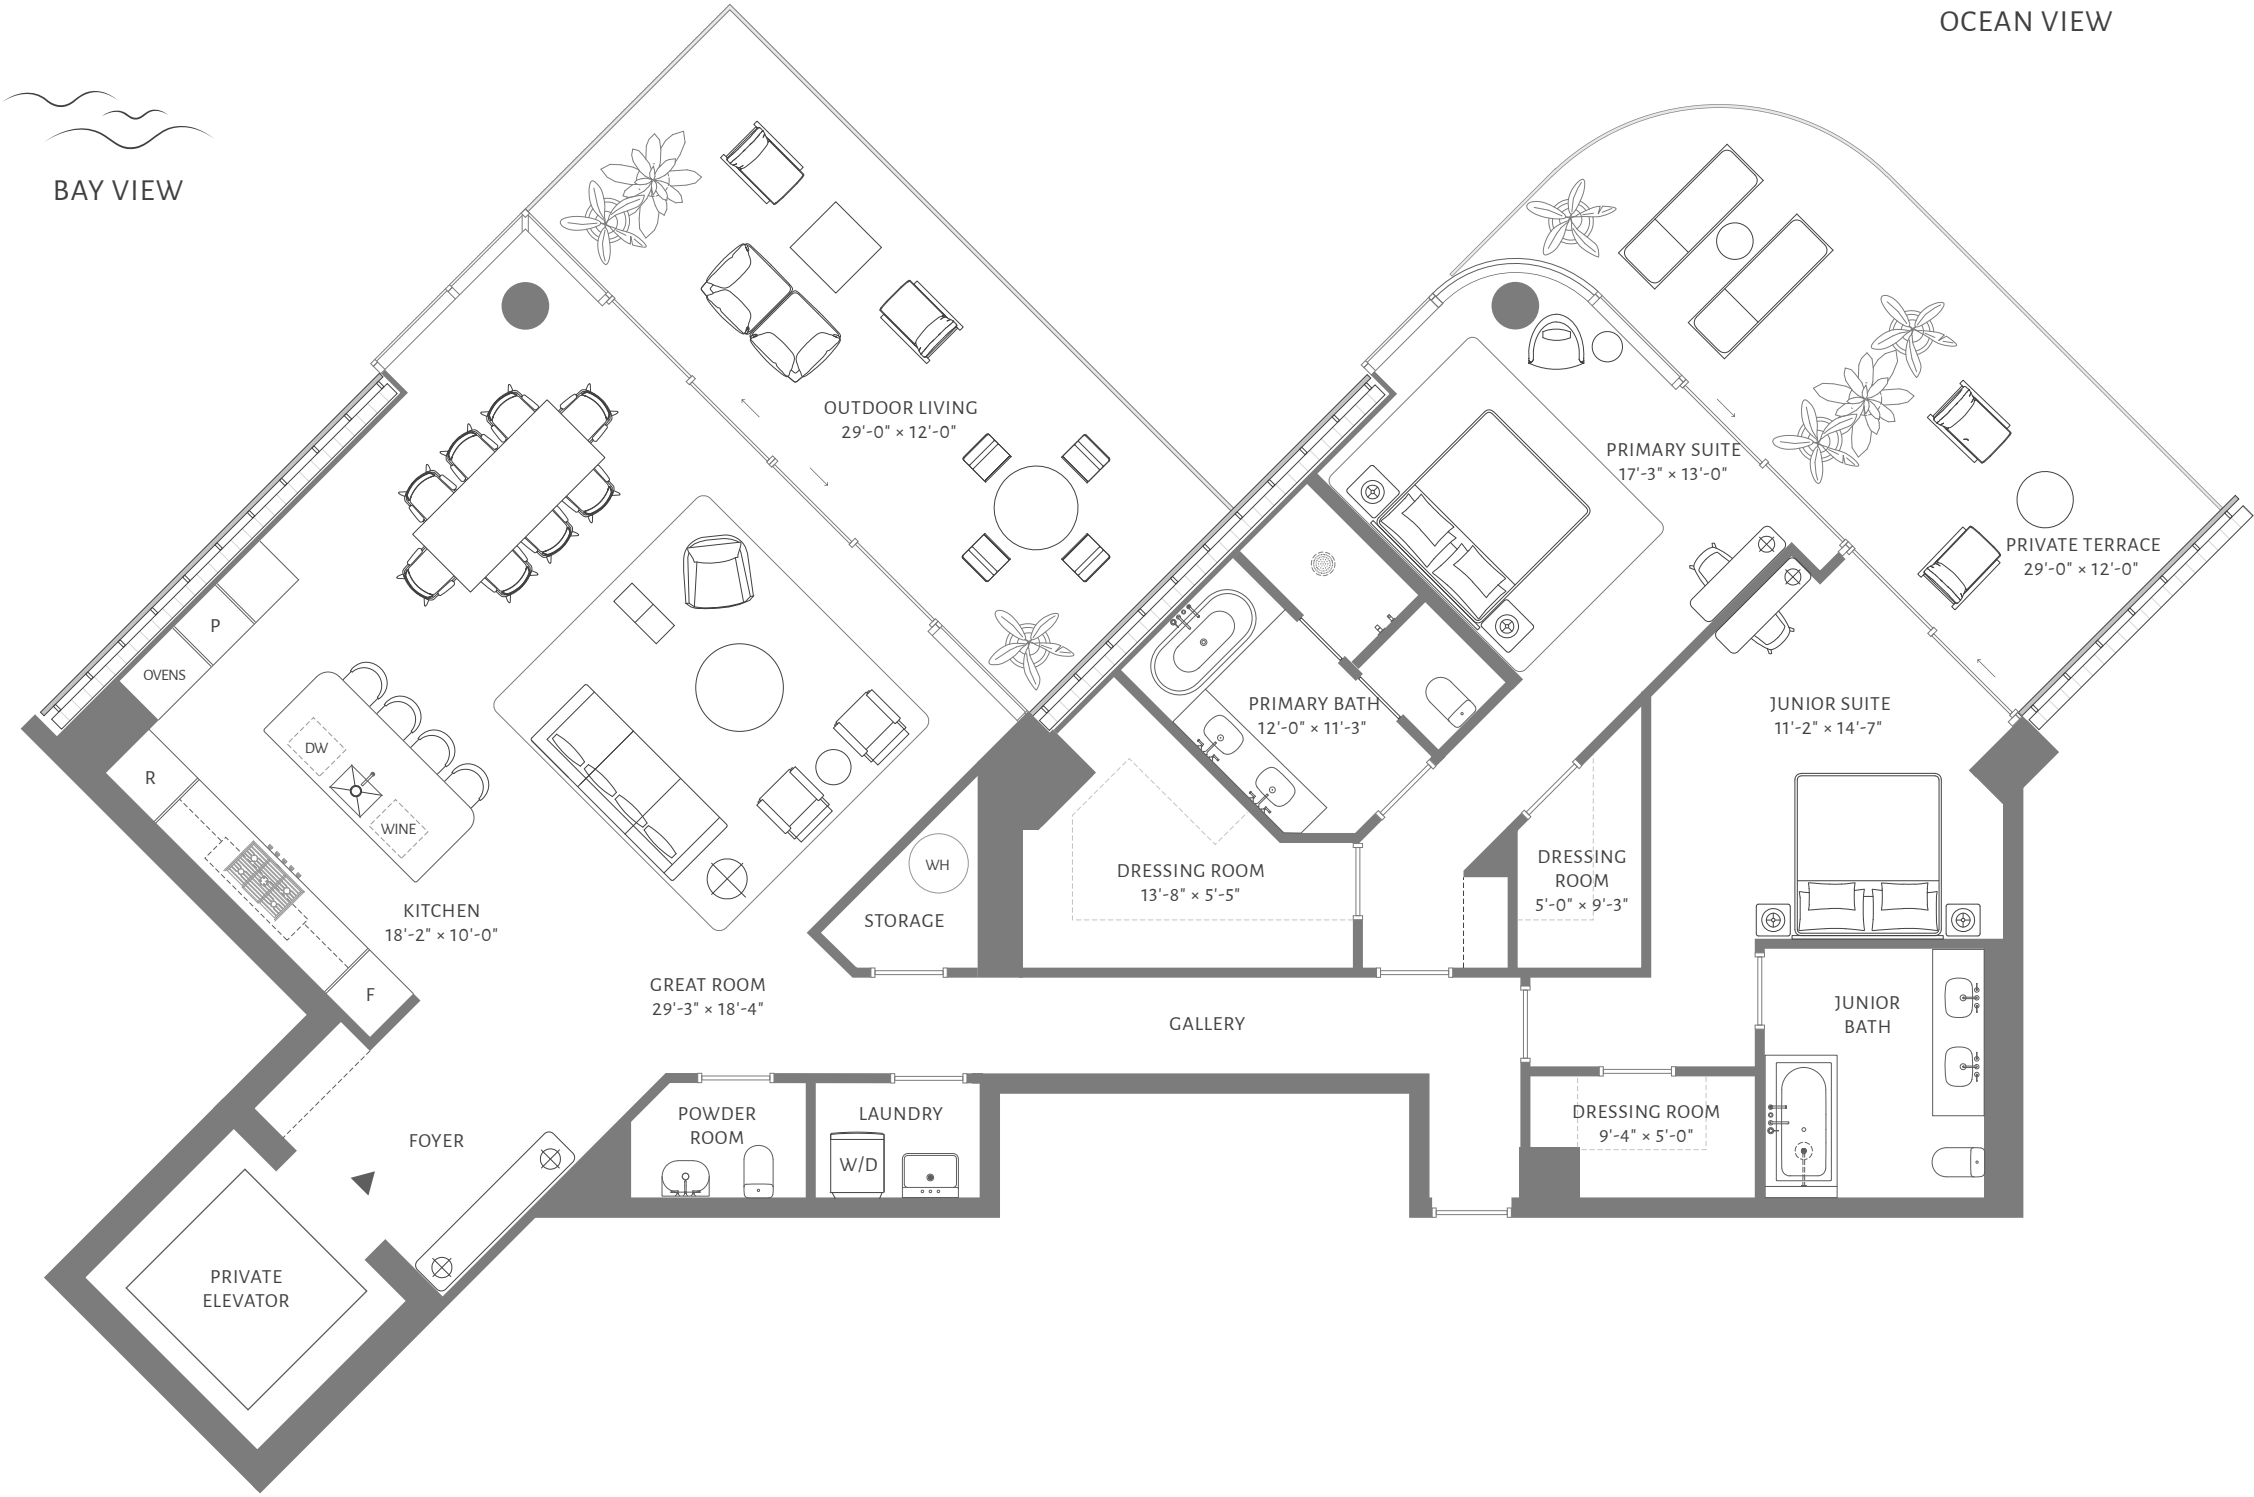 OCEAN VIEW
BAY VIEW
OUTDOOR LIVING
29'-0" × 12'-0"
PRIMARY SUITE
17'-3" × 13'-0"
PRIVATE TERRACE
29'-0" × 12'-0"
P
OVENS
PRIMARY BATH
12'-0" × 11'-3"
JUNIOR SUITE
11'-2" × 14'-7"
DW
R
WINE
WH
DRESSING ROOM
13'-8" × 5'-5"
DRESSING
ROOM
5'-0" × 9'-3"
KITCHEN
18'-2" × 10'-0"
STORAGE
F
GREAT ROOM
29'-3" × 18'-4"
GALLERY
JUNIOR
BATH
FOYER
POWDER
ROOM
LAUNDRY
W/D
DRESSING ROOM
9'-4" × 5'-0"
PRIVATE
ELEVATOR